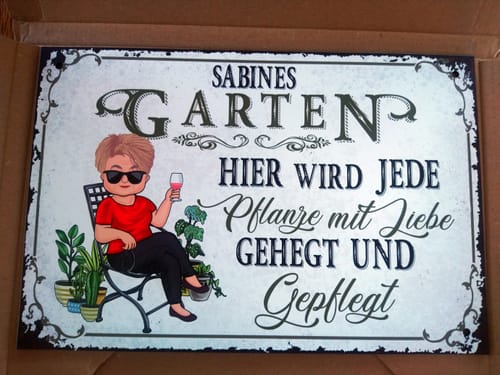 SABINES
GARTEN
HIER WIRD JEDE
Pflanze mit Liebe
GEHEGT UND
Gepflegt